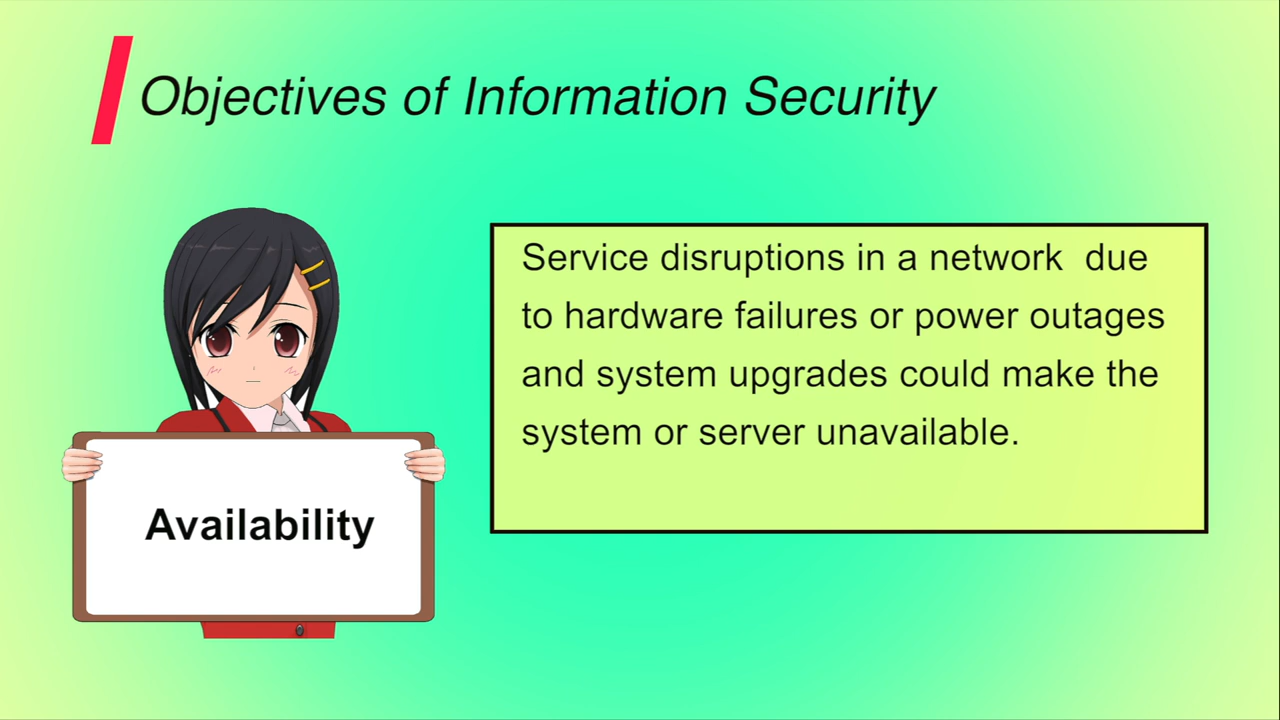 Objectives of Information Security
Service disruptions in a network  due
to hardware failures or power outages
and system upgrades could make the
system or server unavailable.
Availability